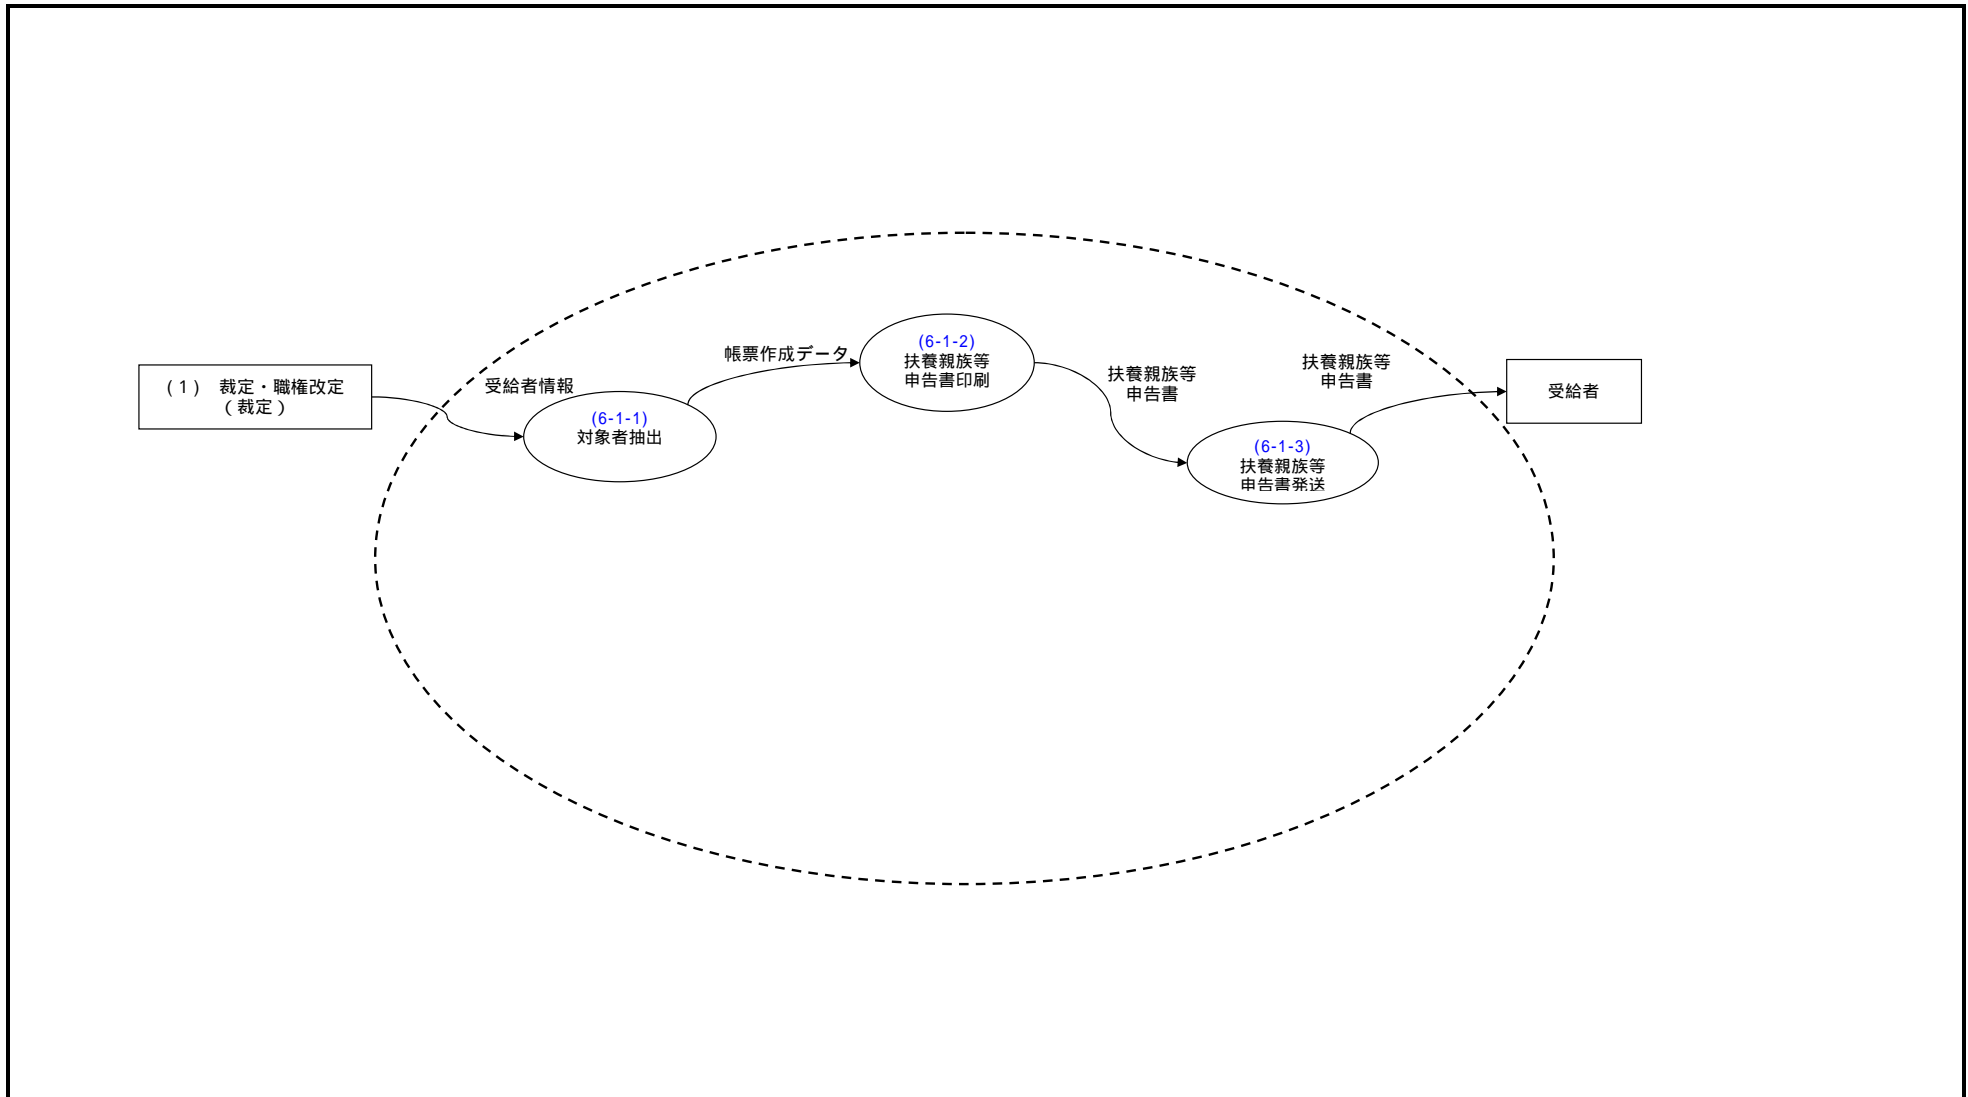 (1) 裁定・職権改定
(裁定)
受給者情報
(6-1-1)
対象者抽出
帳票作成データ
(6-1-2)
扶養親族等
申告書印刷
扶養親族等
申告書
(6-1-3)
扶養親族等
申告書発送
扶養親族等
申告書
受給者